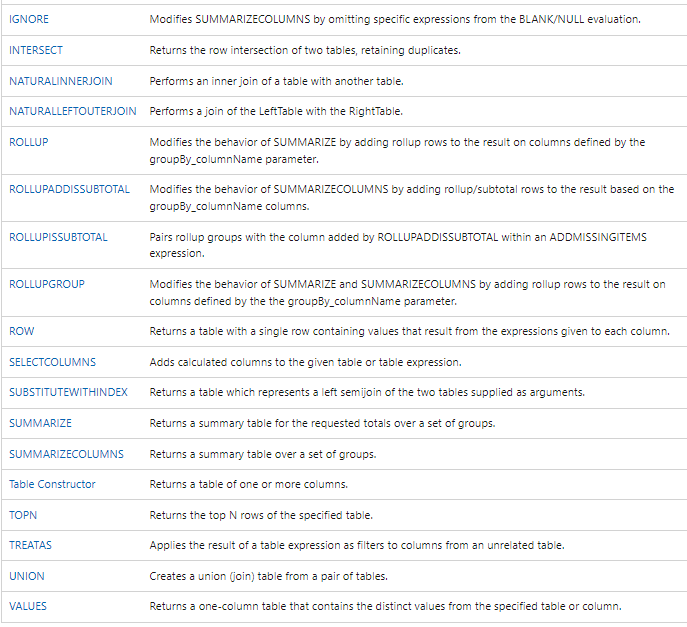 IGNORE Modifies SUMMARIZECOLUMNS by omitting specific expressions from the BLANK/NULL evaluation.
INTERSECT Returns the row intersection of two tables, retaining duplicates.
NATURALINNERJOIN Performs an inner join of a table with another table.
NATURALLEFTOUTERJOIN Performs a join of the LeftTable with the RightTable.
ROLLUP Modifies the behavior of SUMMARIZE by adding rollup rows to the result on columns defined by the
groupBy_columnName parameter.
ROLLUPADDISSUBTOTAL Modifies the behavior of SUMMARIZECOLUMNS by adding rollup/subtotal rows to the result based on the
groupBy_columnName columns.
ROLLUPISSUBTOTAL Pairs rollup groups with the column added by ROLLUPADDISSUBTOTAL within an ADDMISSINGITEMS
expression.
ROLLUPGROUP Modifies the behavior of SUMMARIZE and SUMMARIZECOLUMNS by adding rollup rows to the result on
columns defined by the the groupBy_columnName parameter.
ROW Returns a table with a single row containing values that result from the expressions given to each column.
SELECTCOLUMNS Adds calculated columns to the given table or table expression.
SUBSTITUTEWITHINDEX Returns a table which represents a left semijoin of the two tables supplied as arguments.
SUMMARIZE Returns a summary table for the requested totals over a set of groups.
SUMMARIZECOLUMNS Returns a summary table over a set of groups.
Table Constructor Returns a table of one or more columns.
TOPN Returns the top N rows of the specified table.
TREATAS Applies the result of a table expression as filters to columns from an unrelated table.
UNION Creates a union (join) table from a pair of tables.
VALUES Returns a one-column table that contains the distinct values from the specified table or column.